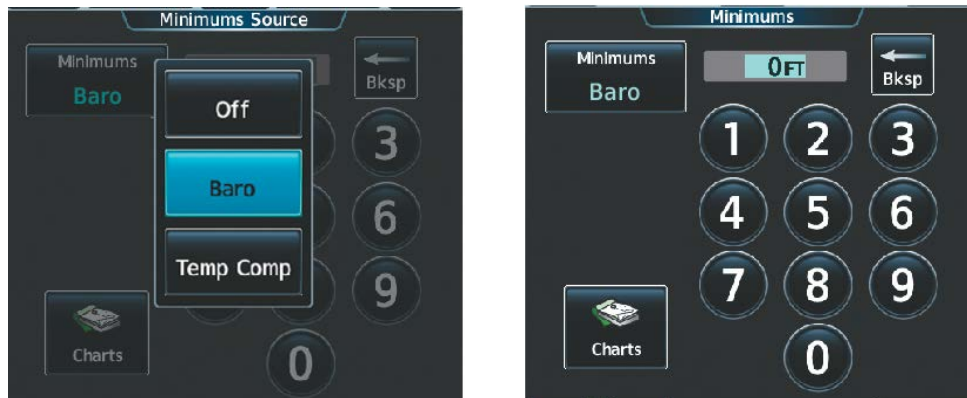 Minimums Source
Minimums
Baro
Bksp
Off
Baro
Temp Comp
3
6
9
0
Charts
Minimums
Minimums
Baro
0FT
Bksp
1 2 3
4 5 6
7 8 9
0
Charts